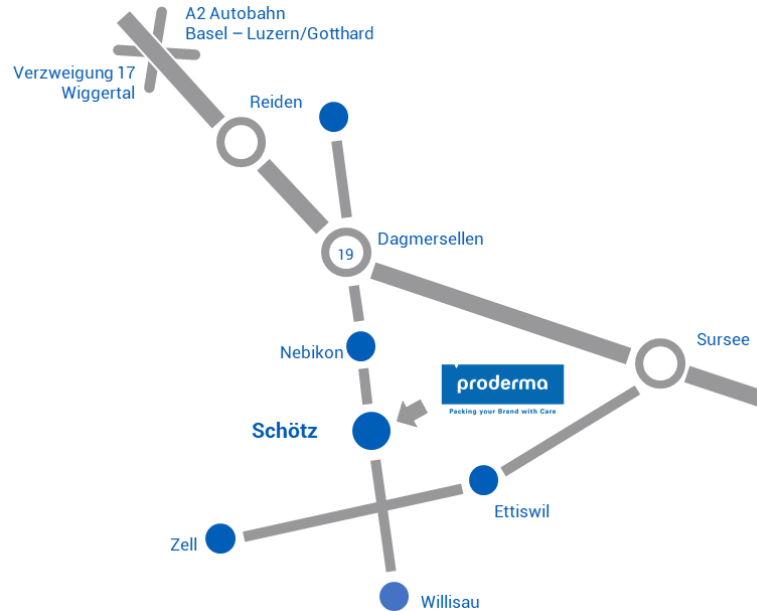 A2 Autobahn
Basel – Luzern/Gotthard
Verzweigung 17
Wiggertal
Reiden
Dagmersellen
19
Sursee
Nebikon
proderma
Packing your Brand with Care
Schötz
Ettiswil
Zell
Willisau